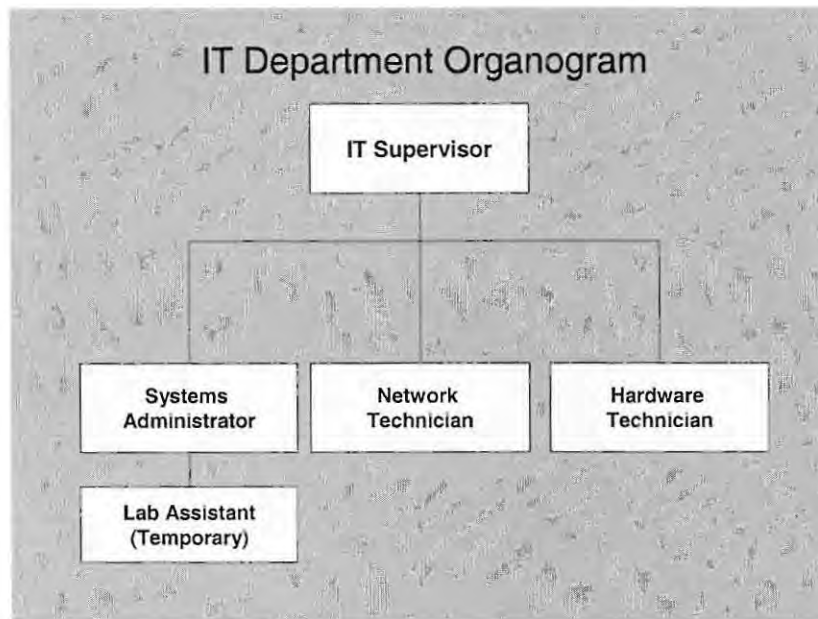 IT Department Organogram
IT Supervisor
Systems
Administrator
Network
Technician
Hardware
Technician
Lab Assistant
(Temporary)